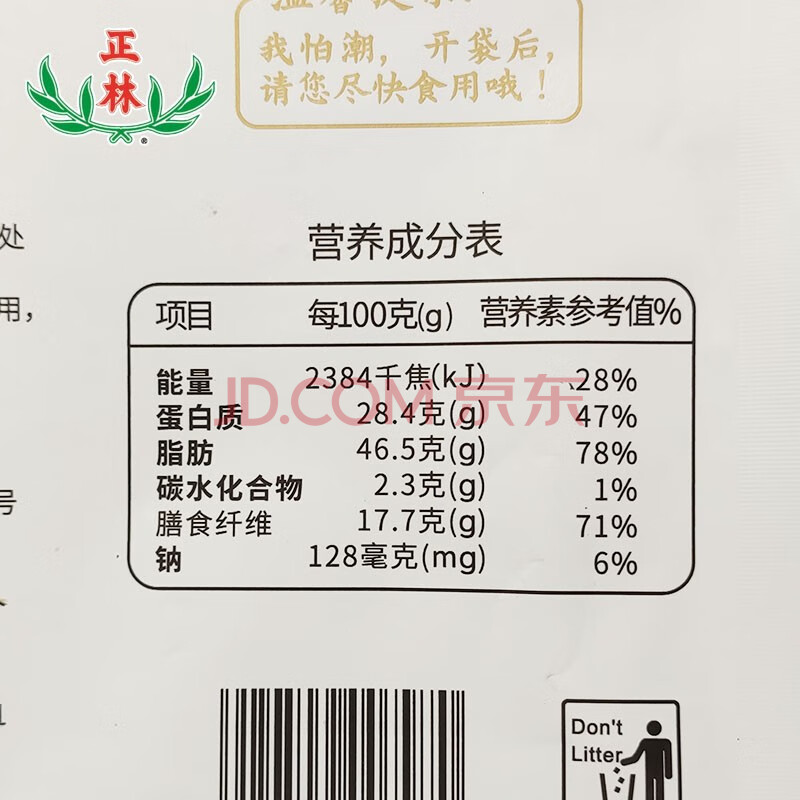 正林
®
我怕潮，开袋后，
请您尽快食用哦！
处
用，
号
营养成分表
项目 每100克(g) 营养素参考值%
能量 2384千焦(kJ) 28%
蛋白质 28.4克(g) 47%
脂肪 46.5克(g) 78%
碳水化合物 2.3克(g) 1%
膳食纤维 17.7克(g) 71%
钠 128毫克(mg) 6%
JD.COM 京东
Don't
Litter